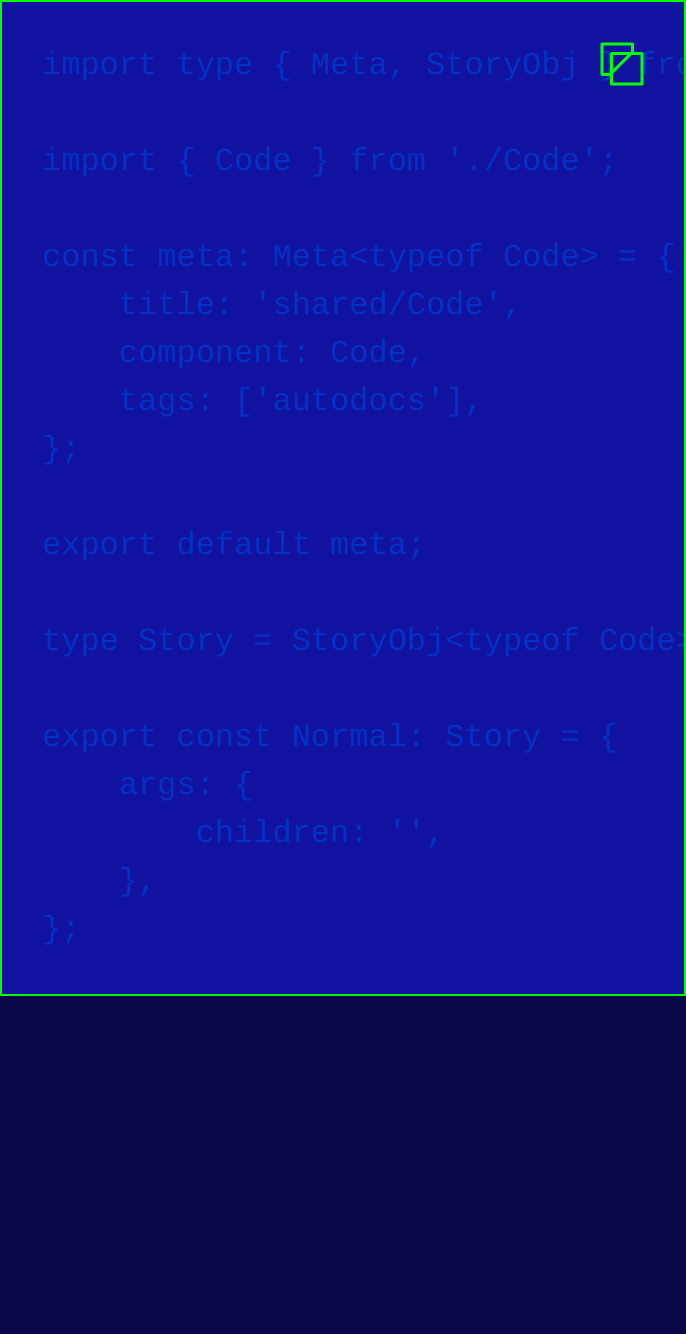 import type { Meta, StoryObj } fro
import { Code } from './Code';
const meta: Meta<typeof Code> = {
    title: 'shared/Code',
    component: Code,
    tags: ['autodocs'],
};
export default meta;
type Story = StoryObj<typeof Code>
export const Normal: Story = {
    args: {
        children: '',
    },
};